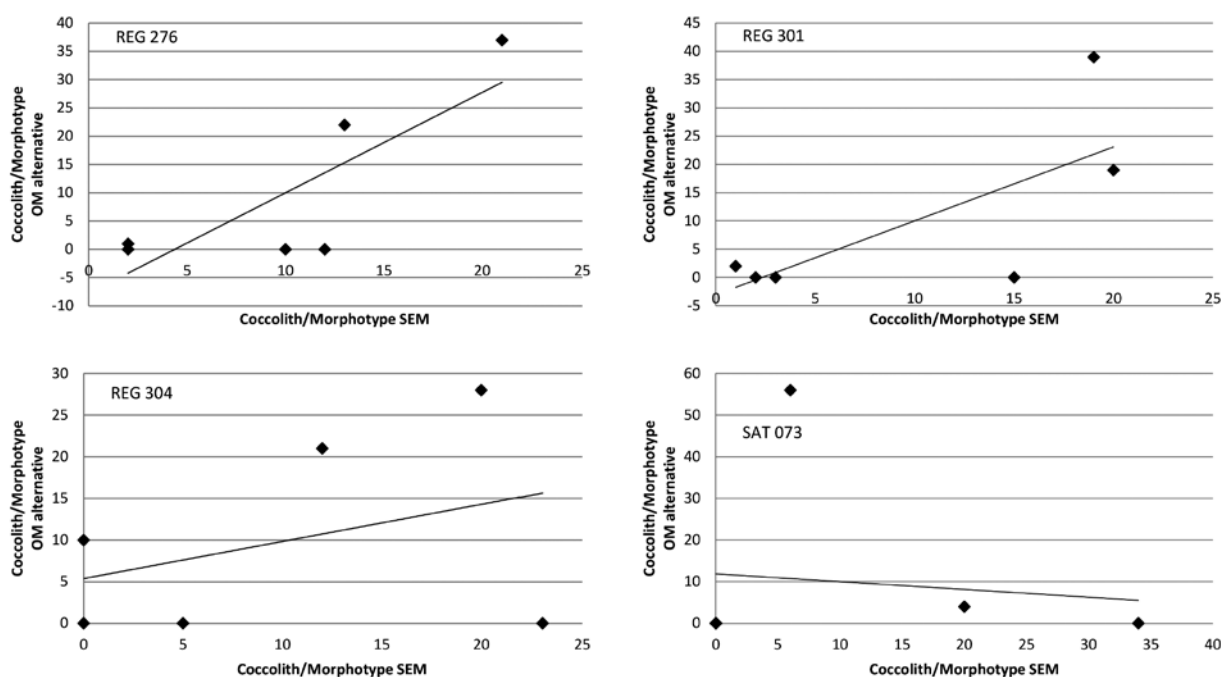 REG 276
Coccolith/Morphotype
OM alternative
40
35
30
25
20
15
10
5
0
-5
-10
0 5 10 15 20 25
Coccolith/Morphotype SEM
REG 301
Coccolith/Morphotype
OM alternative
45
40
35
30
25
20
15
10
5
0
-5
0 5 10 15 20 25
Coccolith/Morphotype SEM
REG 304
Coccolith/Morphotype
OM alternative
30
25
20
15
10
5
0
0 5 10 15 20 25
Coccolith/Morphotype SEM
SAT 073
Coccolith/Morphotype
OM alternative
60
50
40
30
20
10
0
0 5 10 15 20 25 30 35 40
Coccolith/Morphotype SEM